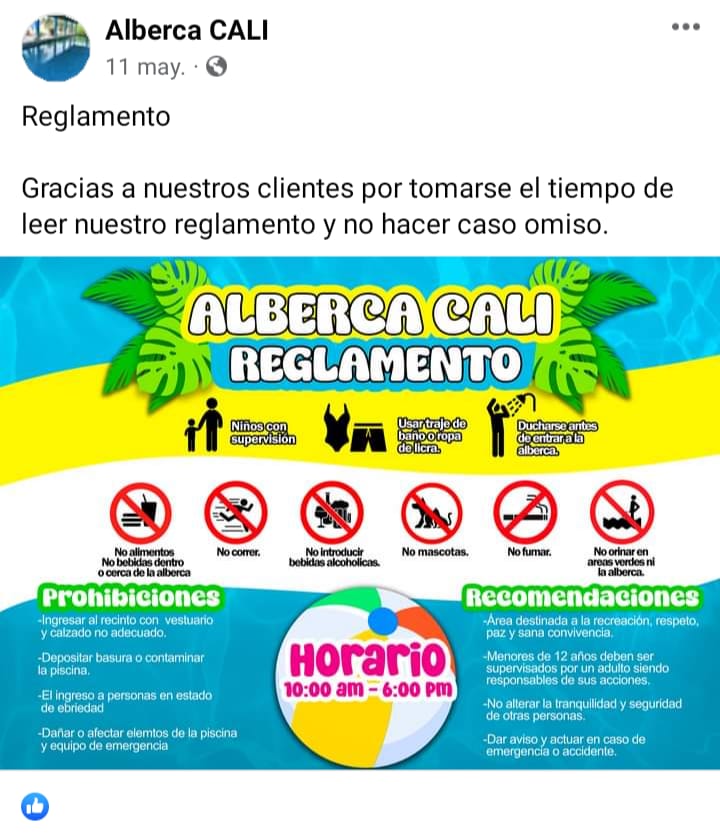 Alberca CALI
11 may. ·
Reglamento
Gracias a nuestros clientes por tomarse el tiempo de
leer nuestro reglamento y no hacer caso omiso.
ALBERCA CALI
REGLAMENTO
Niños con
supervisión
Usar traje de
baño o ropa
de licra.
Ducharse antes
de entrar a la
alberca.
No alimentos
No bebidas dentro
o cerca de la alberca
No correr.
No introducir
bebidas alcoholicas.
No mascotas.
No fumar.
No orinar en
areas verdes ni
la alberca.
Prohibiciones
-Ingresar al recinto con vestuario
y calzado no adecuado.
-Depositar basura o contaminar
la piscina.
-El ingreso a personas en estado
de ebriedad
-Dañar o afectar elemtos de la piscina
y equipo de emergencia
Horario
10:00 am - 6:00 pm
Recomendaciones
-Área destinada a la recreación, respeto,
paz y sana convivencia.
-Menores de 12 años deben ser
supervisados por un adulto siendo
responsables de sus acciones.
-No alterar la tranquilidad y seguridad
de otras personas.
-Dar aviso y actuar en caso de
emergencia o accidente.